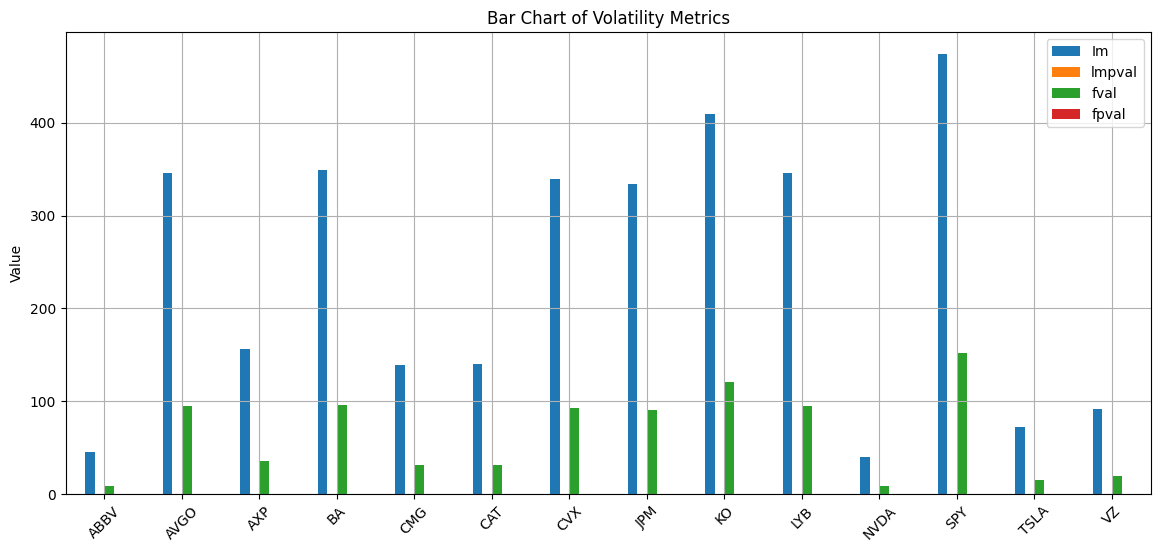 Bar Chart of Volatility Metrics
lm
lmpval
fval
fpval
Value
400
300
200
100
0
ABBV
AVGO
AXP
BA
CMG
CAT
CVX
JPM
KO
LYB
NVDA
SPY
TSLA
VZ